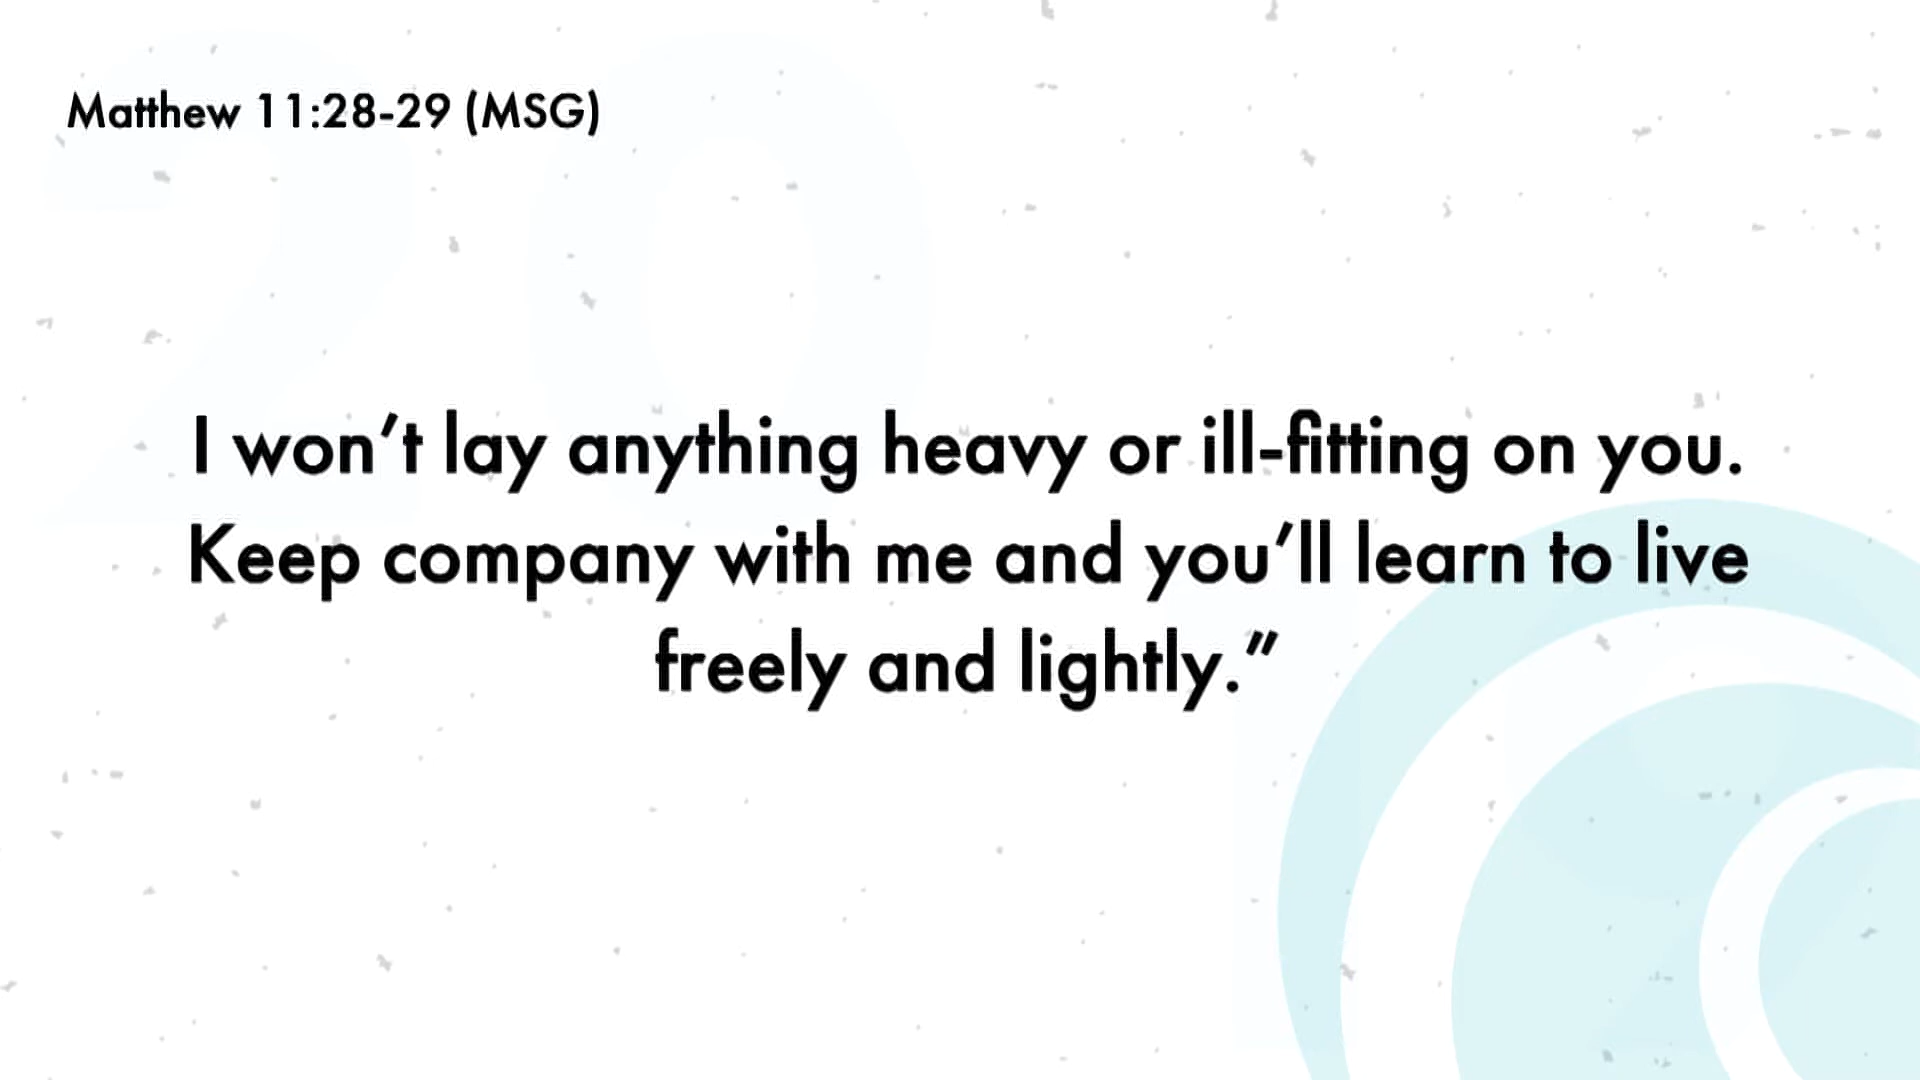 Matthew 11:28-29 (MSG)
I won’t lay anything heavy or ill-fitting on you.
Keep company with me and you’ll learn to live
freely and lightly.”